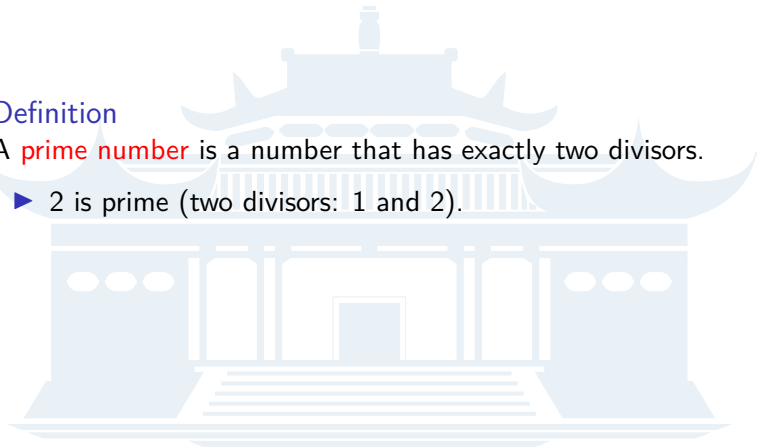 Definition
A prime number is a number that has exactly two divisors.
▶ 2 is prime (two divisors: 1 and 2).